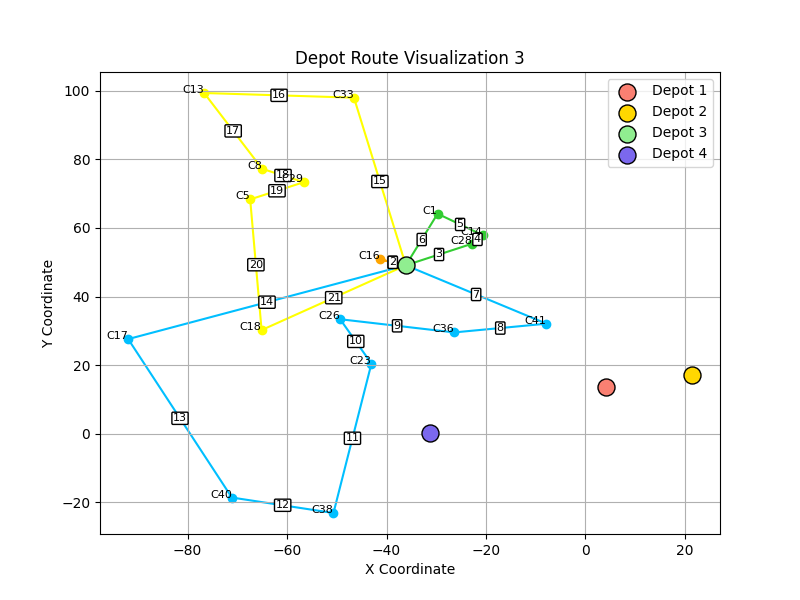 Depot Route Visualization 3
Y Coordinate
100
80
60
40
20
0
−20
Depot 1
Depot 2
Depot 3
Depot 4
C13
16
C33
17
C8
18
C29
19
C5
15
C1
5
C14
4
C28
6
3
C16
2
20
14
21
7
C18
C26
9
C36
8
C41
C17
10
C23
13
11
C40
12
C38
−80
−60
−40
−20
0
20
X Coordinate